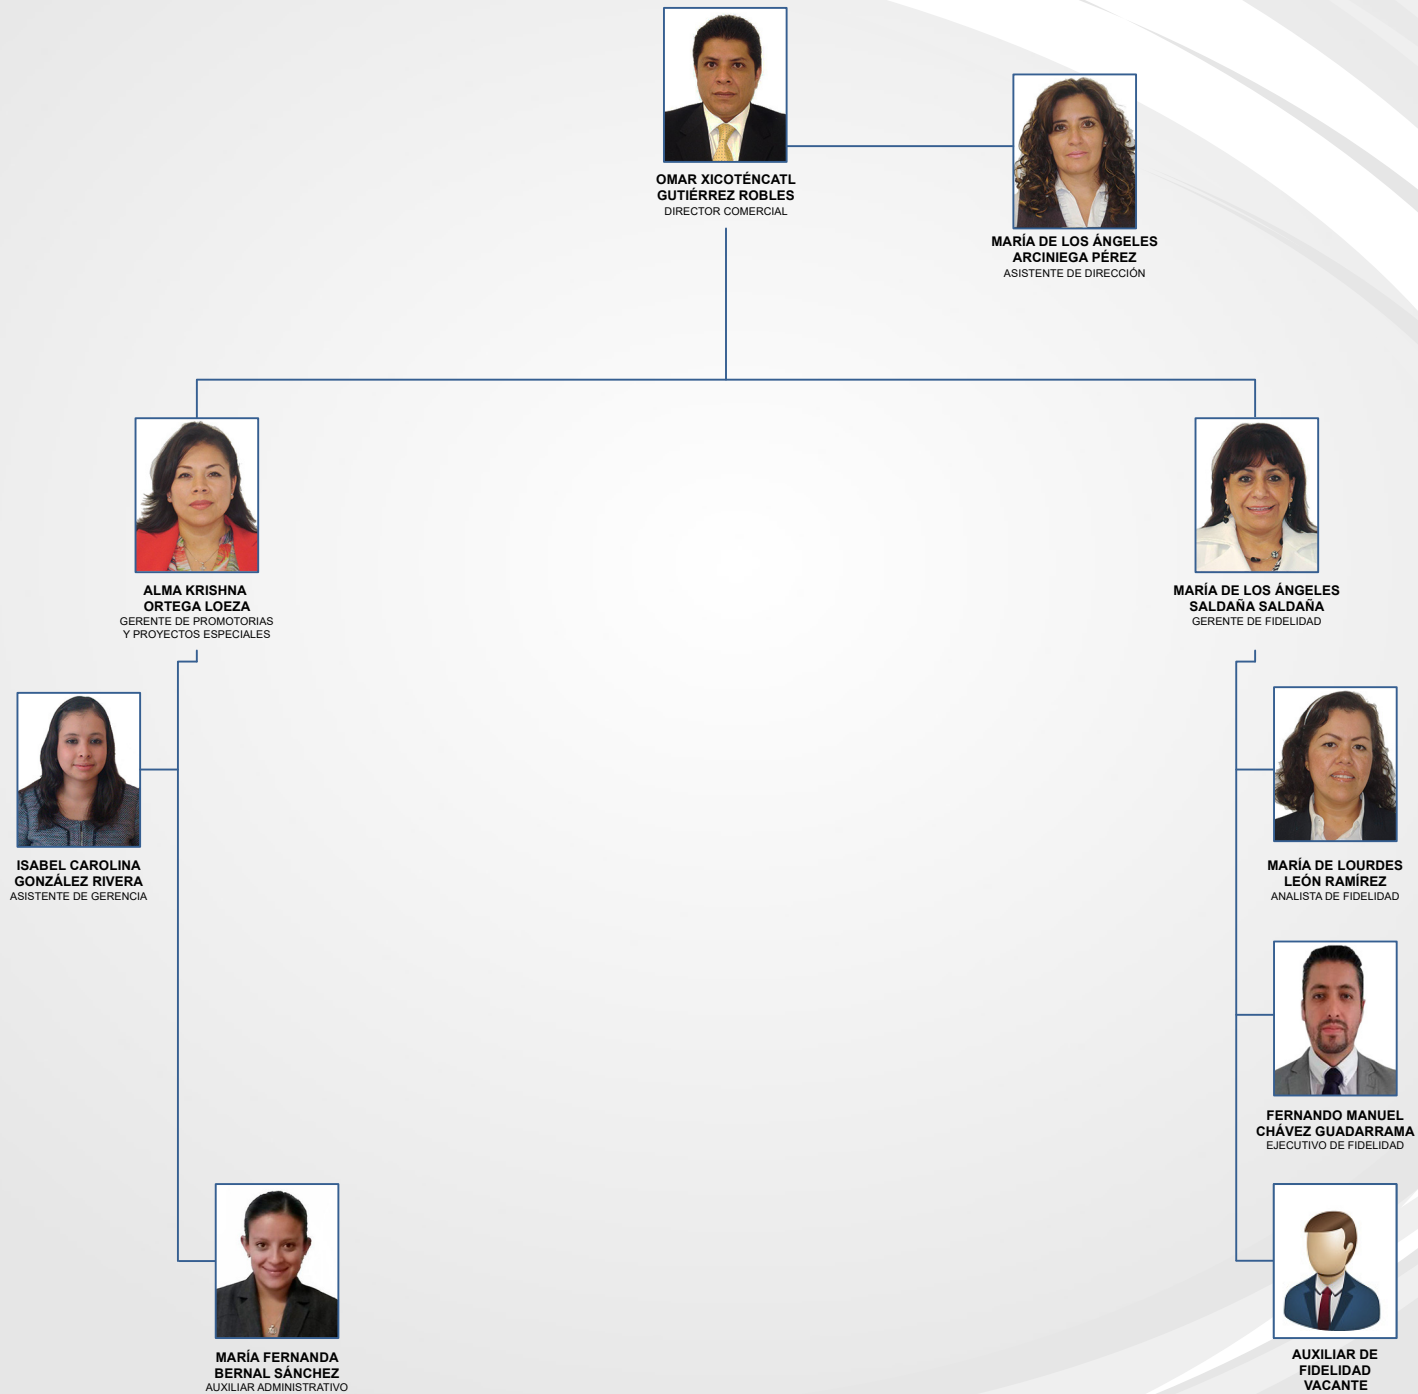 OMAR XICOTÉNCATL
GUTIÉRREZ ROBLES
DIRECTOR COMERCIAL
MARÍA DE LOS ÁNGELES
ARCINIEGA PÉREZ
ASISTENTE DE DIRECCIÓN
ALMA KRISHNA
ORTEGA LOEZA
GERENTE DE PROMOTORIAS
Y PROYECTOS ESPECIALES
MARÍA DE LOS ÁNGELES
SALDAÑA SALDAÑA
GERENTE DE FIDELIDAD
ISABEL CAROLINA
GONZÁLEZ RIVERA
ASISTENTE DE GERENCIA
MARÍA DE LOURDES
LEÓN RAMÍREZ
ANALISTA DE FIDELIDAD
FERNANDO MANUEL
CHÁVEZ GUADARRAMA
EJECUTIVO DE FIDELIDAD
MARÍA FERNANDA
BERNAL SÁNCHEZ
AUXILIAR ADMINISTRATIVO
AUXILIAR DE
FIDELIDAD
VACANTE